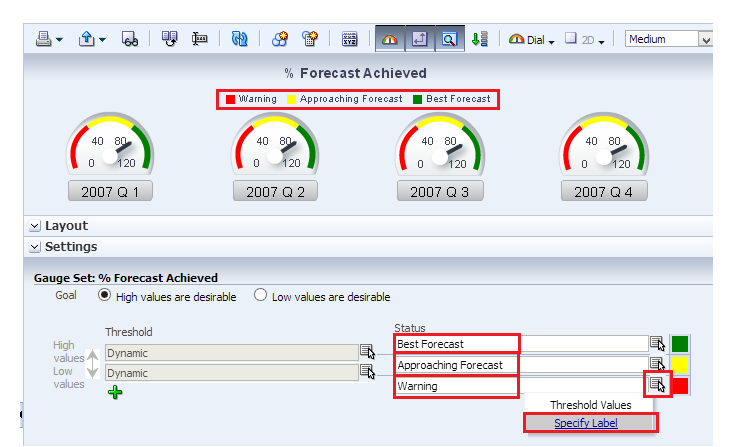 Dial 2D Medium
% Forecast Achieved
Warning Approaching Forecast Best Forecast
40 80 40 80 40 80 40 80
0 120 0 120 0 120 0 120
2007 Q 1 2007 Q 2 2007 Q 3 2007 Q 4
Layout
Settings
Gauge Set: % Forecast Achieved
Goal High values are desirable Low values are desirable
Threshold Status
High values Dynamic Best Forecast
Approaching Forecast
Low values Dynamic Warning
Threshold Values
Specify Label